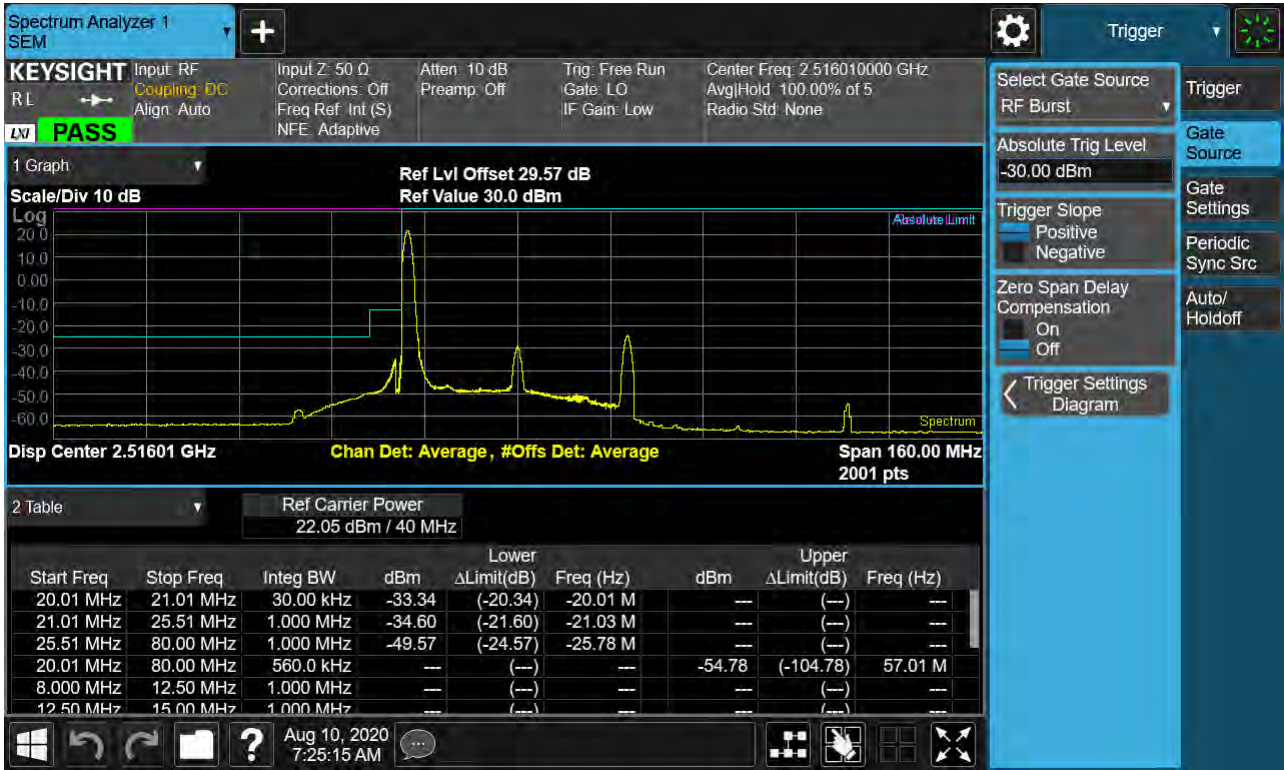 Spectrum Analyzer 1
SEM
Trigger
KEYSIGHT
RL
LXI PASS
Input: RF
Coupling: DC
Align: Auto
Input Z: 50 Ω
Corrections: Off
Freq Ref: Int (S)
NFE: Adaptive
Atten: 10 dB
Preamp: Off
Trig: Free Run
Gate: LO
IF Gain: Low
Center Freq: 2.516010000 GHz
Avg|Hold: 100.00% of 5
Radio Std: None
1 Graph
Scale/Div 10 dB
Ref Lvl Offset 29.57 dB
Ref Value 30.0 dBm
Log
Absolute Limit
20.0
10.0
0.00
-10.0
-20.0
-30.0
-40.0
-50.0
-60.0
Spectrum
Disp Center 2.51601 GHz
Chan Det: Average, #Offs Det: Average
Span 160.00 MHz
2001 pts
2 Table
Ref Carrier Power
22.05 dBm / 40 MHz
Lower Upper
Start Freq Stop Freq Integ BW dBm ΔLimit(dB) Freq (Hz) dBm ΔLimit(dB) Freq (Hz)
20.01 MHz 21.01 MHz 30.00 kHz -33.34 (-20.34) -20.01 M --- (---) ---
21.01 MHz 25.51 MHz 1.000 MHz -34.60 (-21.60) -21.03 M --- (---) ---
25.51 MHz 80.00 MHz 1.000 MHz -49.57 (-24.57) -25.78 M --- (---) ---
20.01 MHz 80.00 MHz 560.0 kHz --- (---) --- -54.78 (-104.78) 57.01 M
8.000 MHz 12.50 MHz 1.000 MHz --- (---) --- --- (---) ---
12.50 MHz 15.00 MHz 1.000 MHz --- (---) --- --- (---) ---
?
Aug 10, 2020
7:25:15 AM
Select Gate Source
RF Burst
Absolute Trig Level
-30.00 dBm
Trigger Slope
Positive
Negative
Zero Span Delay
Compensation
On
Off
Trigger Settings
Diagram
Trigger
Gate
Source
Gate
Settings
Periodic
Sync Src
Auto/
Holdoff